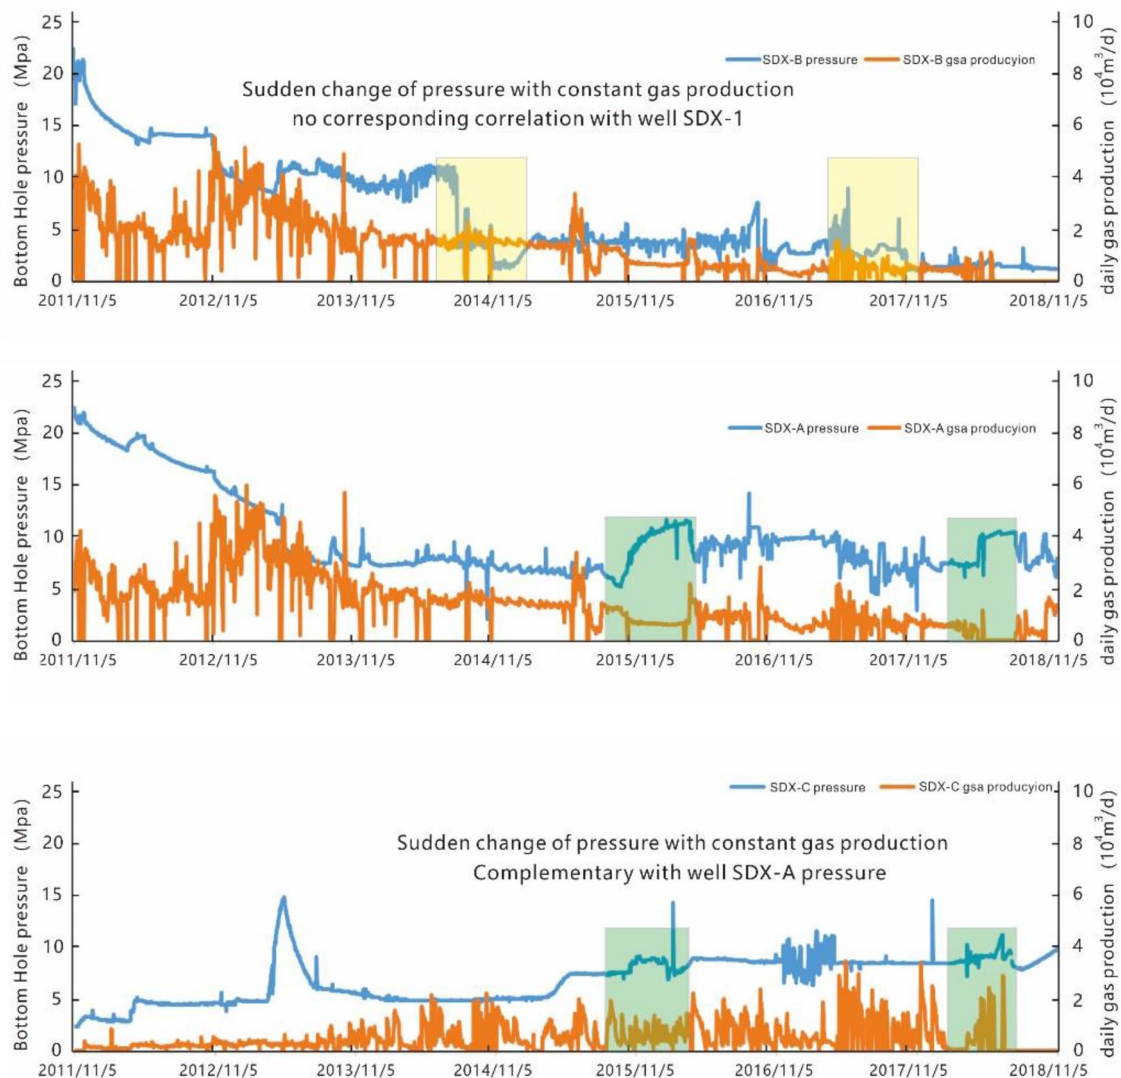 Bottom Hole pressure (Mpa)
25
20
15
10
5
0
SDX-B pressure SDX-B gsa producyion
Sudden change of pressure with constant gas production
no corresponding correlation with well SDX-1
10
8
6
4
2
0
daily gas production (10⁴m³/d)
2011/11/5 2012/11/5 2013/11/5 2014/11/5 2015/11/5 2016/11/5 2017/11/5 2018/11/5
Bottom Hole pressure (Mpa)
25
20
15
10
5
0
SDX-A pressure SDX-A gsa producyion
10
8
6
4
2
0
daily gas production (10⁴m³/d)
2011/11/5 2012/11/5 2013/11/5 2014/11/5 2015/11/5 2016/11/5 2017/11/5 2018/11/5
Bottom Hole pressure (Mpa)
25
20
15
10
5
0
SDX-C pressure SDX-C gsa producyion
Sudden change of pressure with constant gas production
Complementary with well SDX-A pressure
10
8
6
4
2
0
daily gas production (10⁴m³/d)
2011/11/5 2012/11/5 2013/11/5 2014/11/5 2015/11/5 2016/11/5 2017/11/5 2018/11/5